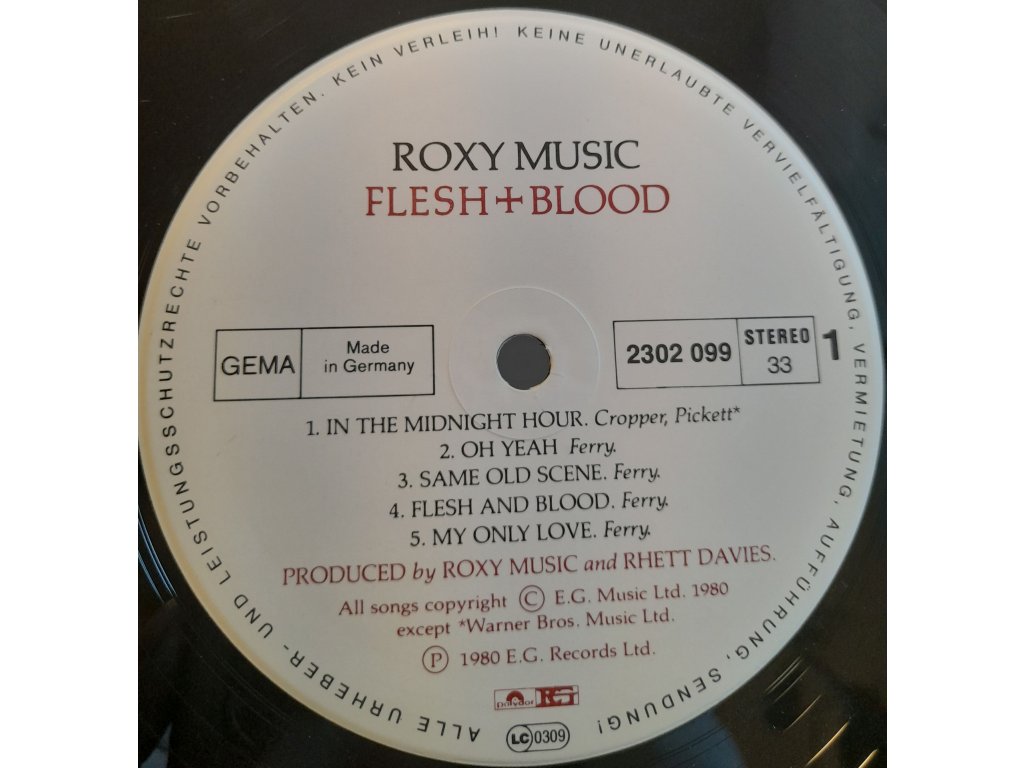 ALLE URHEBER- UND LEISTUNGSSCHUTZRECHTE VORBEHALTEN. KEIN VERLEIH! KEINE UNERLAUBTE VERVIELFÄLTIGUNG, VERMIETUNG, AUFFÜHRUNG, SENDUNG!
ROXY MUSIC
FLESH+BLOOD
GEMA
Made
in Germany
2302 099
STEREO
33
1
1. IN THE MIDNIGHT HOUR. Cropper, Pickett*
2. OH YEAH Ferry.
3. SAME OLD SCENE. Ferry.
4. FLESH AND BLOOD. Ferry.
5. MY ONLY LOVE. Ferry.
PRODUCED by ROXY MUSIC and RHETT DAVIES.
All songs copyright Ⓒ E.G. Music Ltd. 1980
except *Warner Bros. Music Ltd.
Ⓟ 1980 E.G. Records Ltd.
polydor
LC 0309